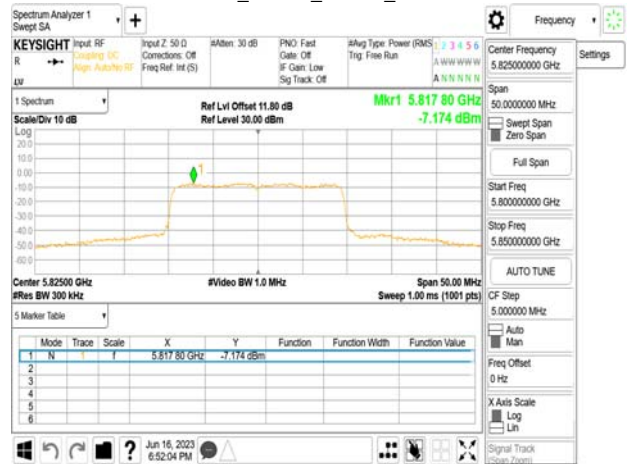 Spectrum Analyzer 1
Swept SA
+
Frequency
KEYSIGHT
Input: RF
Coupling: DC
Align: Auto/No RF
R
Input Z: 50 Ω
Corrections: Off
Freq Ref: Int (S)
#Atten: 30 dB
PNO: Fast
Gate: Off
IF Gain: Low
Sig Track: Off
#Avg Type: Power (RMS
Trig: Free Run
1 2 3 4 5 6
A W W W W W
A N N N N N
Settings
Center Frequency
5.825000000 GHz
Span
50.0000000 MHz
Swept Span
Zero Span
Full Span
Start Freq
5.800000000 GHz
Stop Freq
5.850000000 GHz
AUTO TUNE
CF Step
5.000000 MHz
Auto
Man
Freq Offset
0 Hz
X Axis Scale
Log
Lin
Signal Track
(Span Zoom)
1 Spectrum
Scale/Div 10 dB
Ref Lvl Offset 11.80 dB
Ref Level 30.00 dBm
Mkr1 5.817 80 GHz
-7.174 dBm
Log
20.0
10.0
0.00
-10.0
-20.0
-30.0
-40.0
-50.0
-60.0
1
Center 5.82500 GHz
#Res BW 300 kHz
#Video BW 1.0 MHz
Span 50.00 MHz
Sweep 1.00 ms (1001 pts)
5 Marker Table
Mode Trace Scale X Y Function Function Width Function Value
1 N 1 f 5.817 80 GHz -7.174 dBm
2
3
4
5
6
?
Jun 16, 2023
6:52:04 PM